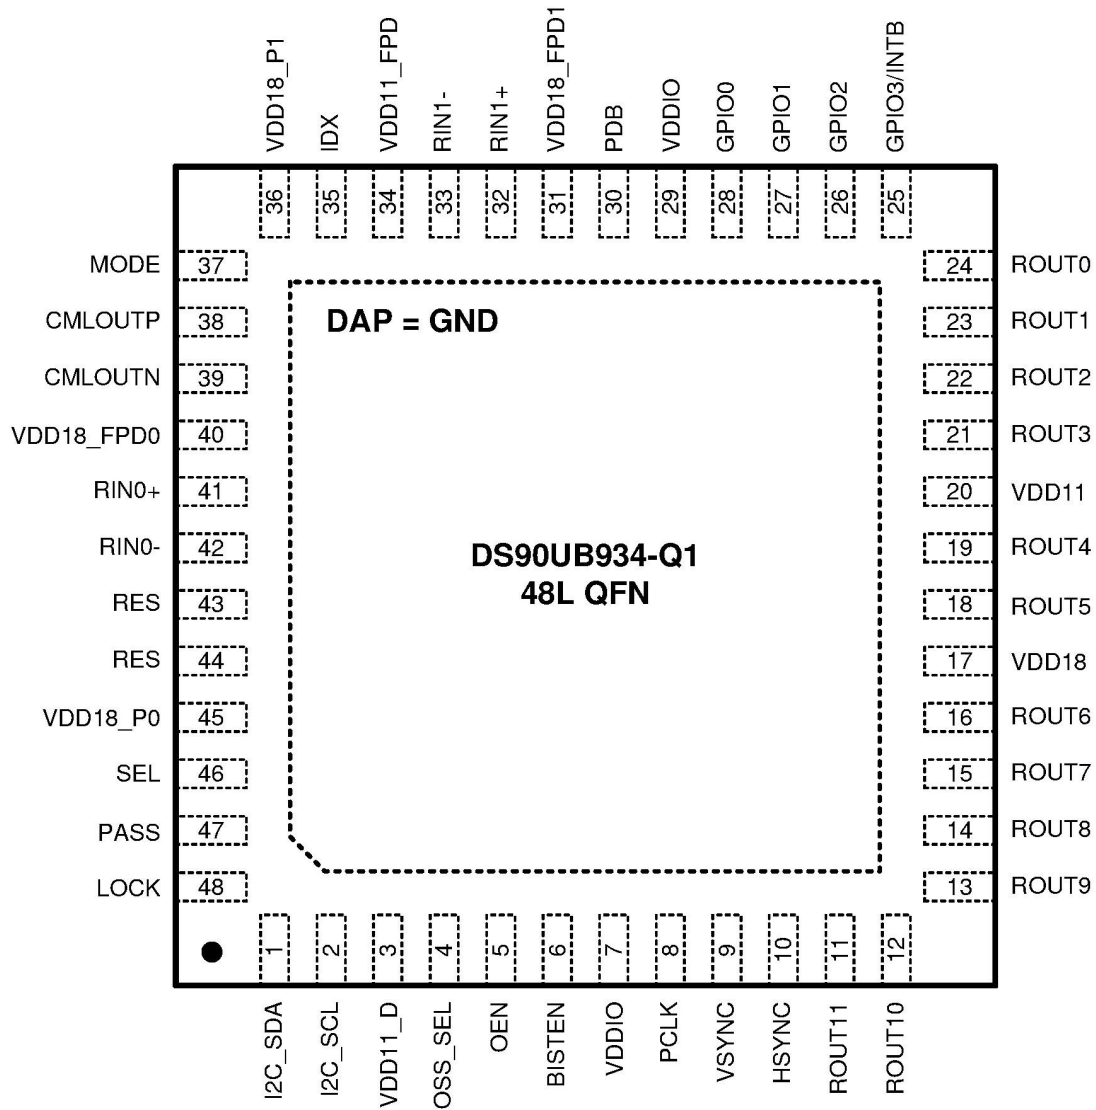 VDD18_P1
IDX
VDD11_FPD
RIN1-
RIN1+
VDD18_FPD1
PDB
VDDIO
GPIO0
GPIO1
GPIO2
GPIO3/INTB
36
35
34
33
32
31
30
29
28
27
26
25
MODE 37
24 ROUT0
CMLOUTP 38
DAP = GND
23 ROUT1
CMLOUTN 39
22 ROUT2
VDD18_FPD0 40
21 ROUT3
RIN0+ 41
20 VDD11
RIN0- 42
DS90UB934-Q1
48L QFN
19 ROUT4
RES 43
18 ROUT5
RES 44
17 VDD18
VDD18_P0 45
16 ROUT6
SEL 46
15 ROUT7
PASS 47
14 ROUT8
LOCK 48
13 ROUT9
1
2
3
4
5
6
7
8
9
10
11
12
I2C_SDA
I2C_SCL
VDD11_D
OSS_SEL
OEN
BISTEN
VDDIO
PCLK
VSYNC
HSYNC
ROUT11
ROUT10